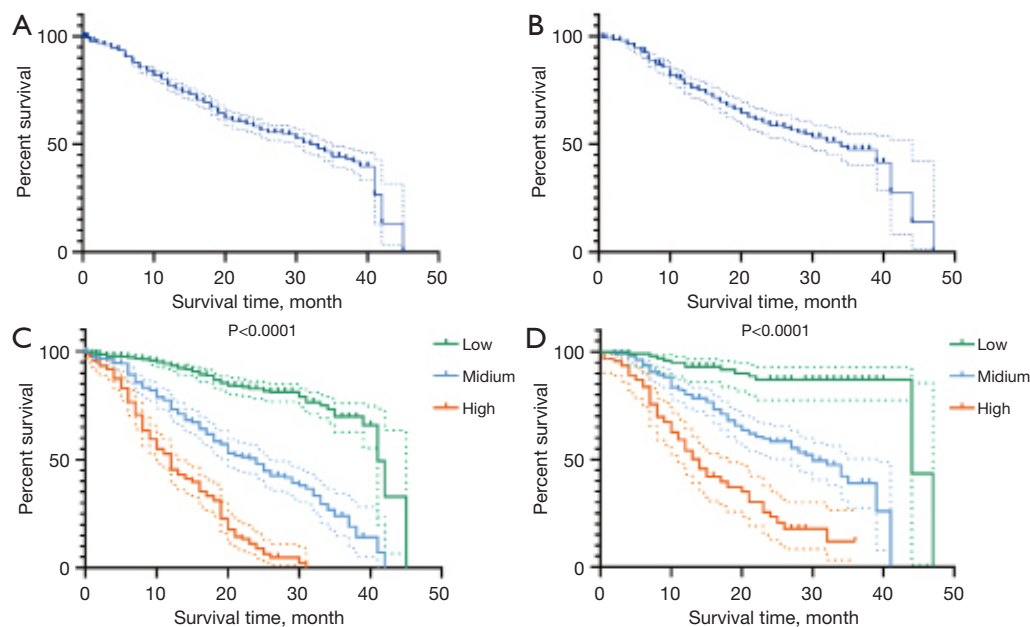 A
B
Percent survival
100
50
0
0 10 20 30 40 50
Survival time, month
Percent survival
100
50
0
0 10 20 30 40 50
Survival time, month
C
P<0.0001
Low
Midium
High
Percent survival
100
50
0
0 10 20 30 40 50
Survival time, month
D
P<0.0001
Low
Midium
High
Percent survival
100
50
0
0 10 20 30 40 50
Survival time, month